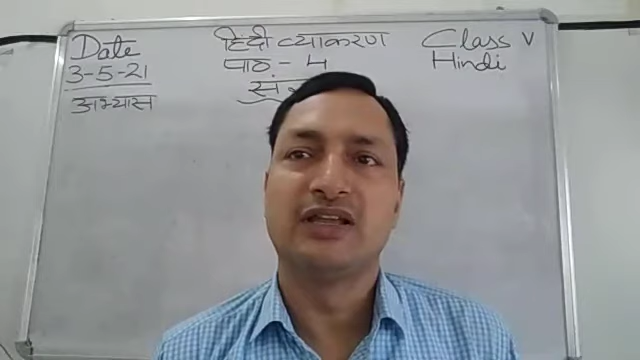 Date
3-5-21
अभ्यास
हिंदी व्याकरण
पाठ:- 4
Class V
Hindi